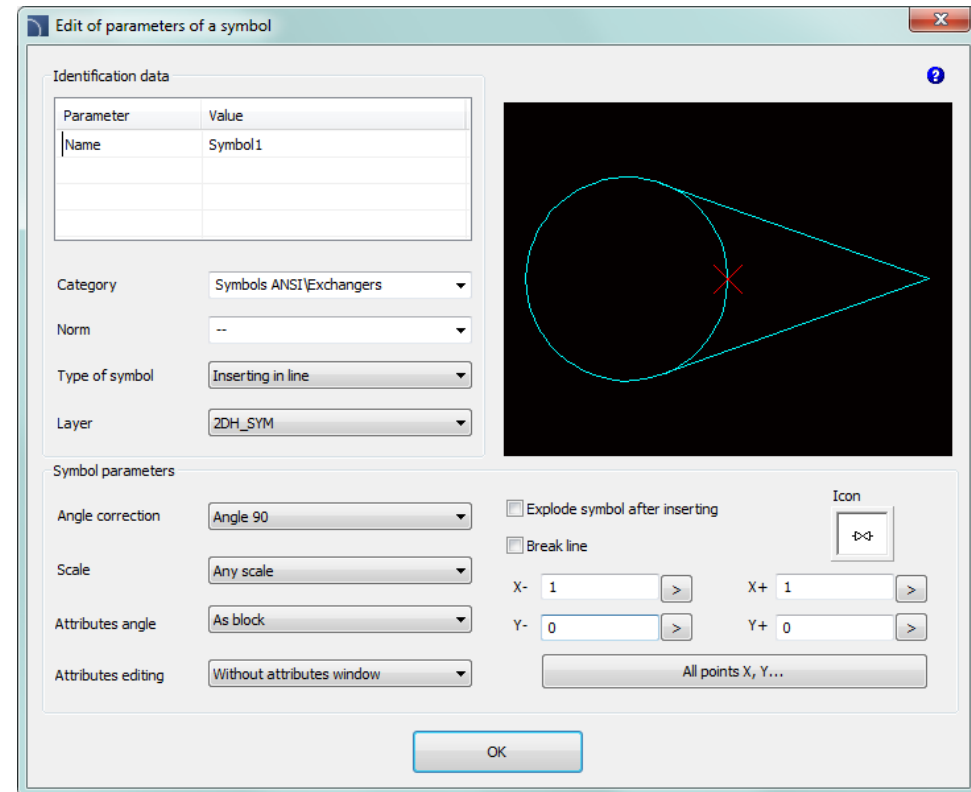 Edit of parameters of a symbol
Identification data
Parameter Value
Name Symbol1
Category Symbols ANSI\Exchangers
Norm --
Type of symbol Inserting in line
Layer 2DH_SYM
Symbol parameters
Angle correction Angle 90
Scale Any scale
Attributes angle As block
Attributes editing Without attributes window
Explode symbol after inserting
Icon
Break line
X- 1 > X+ 1 >
Y- 0 > Y+ 0 >
All points X, Y...
OK